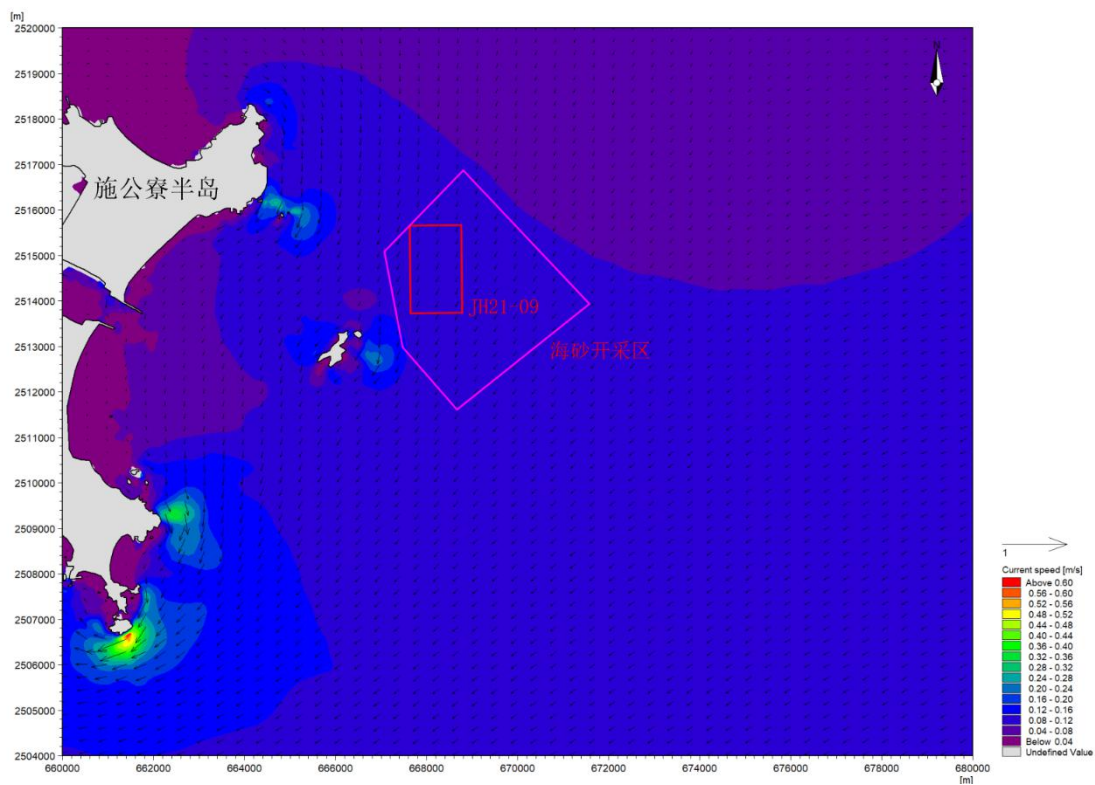 [m]
2520000
2519000
2518000
2517000
2516000
2515000
2514000
2513000
2512000
2511000
2510000
2509000
2508000
2507000
2506000
2505000
2504000
N
施公寮半岛
JH21-09
海砂开采区
660000 662000 664000 666000 668000 670000 672000 674000 676000 678000 680000
[m]
1
Current speed [m/s]
Above 0.60
0.56 - 0.60
0.52 - 0.56
0.48 - 0.52
0.44 - 0.48
0.40 - 0.44
0.36 - 0.40
0.32 - 0.36
0.28 - 0.32
0.24 - 0.28
0.20 - 0.24
0.16 - 0.20
0.12 - 0.16
0.08 - 0.12
0.04 - 0.08
Below 0.04
Undefined Value